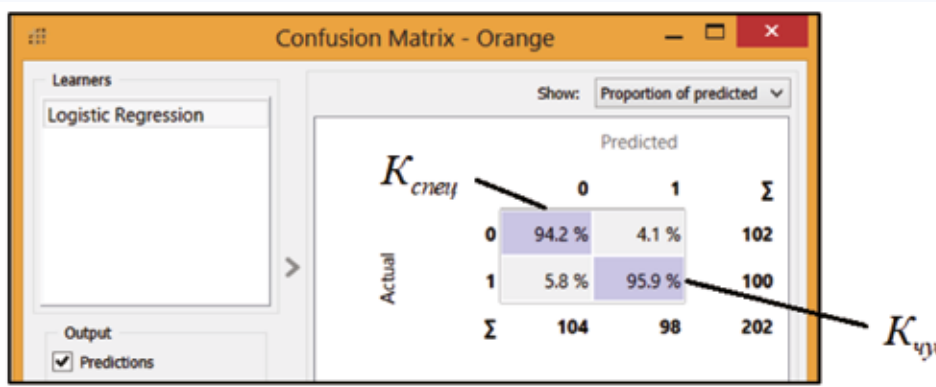 Confusion Matrix - Orange
Learners
Logistic Regression
Show: Proportion of predicted
Predicted
Kспец
0 1 Σ
0 94.2 % 4.1 % 102
Actual
1 5.8 % 95.9 % 100
Σ 104 98 202
Kчу
Output
Predictions